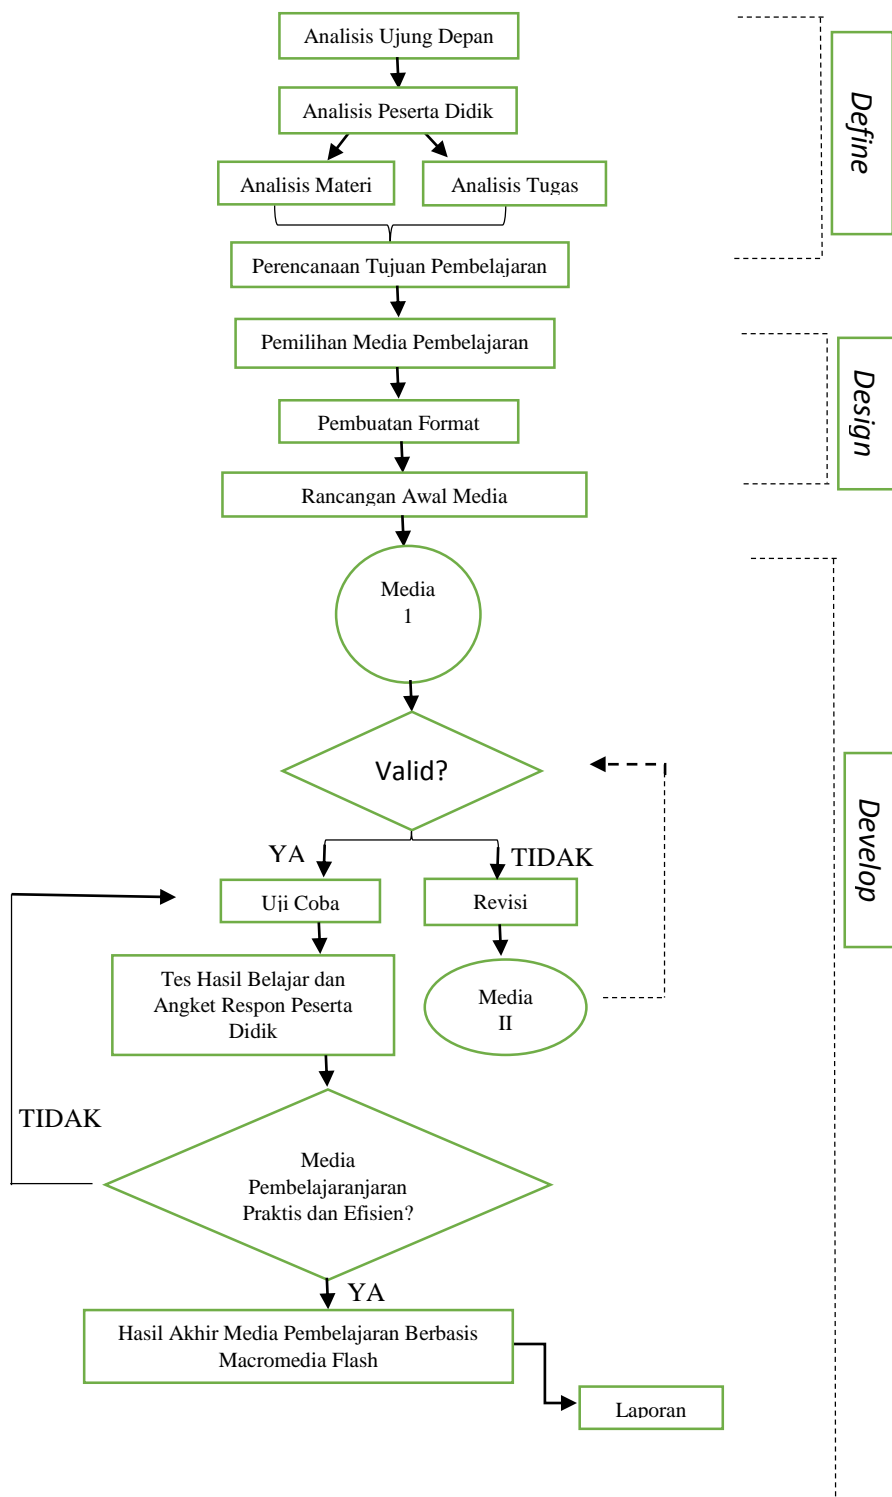 Analisis Ujung Depan
Define
Analisis Peserta Didik
Analisis Materi
Analisis Tugas
Perencanaan Tujuan Pembelajaran
Pemilihan Media Pembelajaran
Design
Pembuatan Format
Rancangan Awal Media
Media
1
Valid?
Develop
YA
TIDAK
Uji Coba
Revisi
Tes Hasil Belajar dan
Angket Respon Peserta
Didik
Media
II
TIDAK
Media
Pembelajaranjaran
Praktis dan Efisien?
YA
Hasil Akhir Media Pembelajaran Berbasis
Macromedia Flash
Laporan